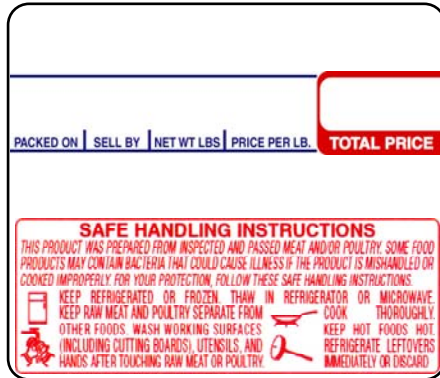 PACKED ON SELL BY NET WT LBS PRICE PER LB. TOTAL PRICE
SAFE HANDLING INSTRUCTIONS
THIS PRODUCT WAS PREPARED FROM INSPECTED AND PASSED MEAT AND/OR POULTRY. SOME FOOD
PRODUCTS MAY CONTAIN BACTERIA THAT COULD CAUSE ILLNESS IF THE PRODUCT IS MISHANDLED OR
COOKED IMPROPERLY. FOR YOUR PROTECTION, FOLLOW THESE SAFE HANDLING INSTRUCTIONS.
KEEP REFRIGERATED OR FROZEN. THAW IN REFRIGERATOR OR MICROWAVE.
KEEP RAW MEAT AND POULTRY SEPARATE FROM
OTHER FOODS. WASH WORKING SURFACES
(INCLUDING CUTTING BOARDS), UTENSILS, AND
HANDS AFTER TOUCHING RAW MEAT OR POULTRY.
COOK THOROUGHLY.
KEEP HOT FOODS HOT.
REFRIGERATE LEFTOVERS
IMMEDIATELY OR DISCARD